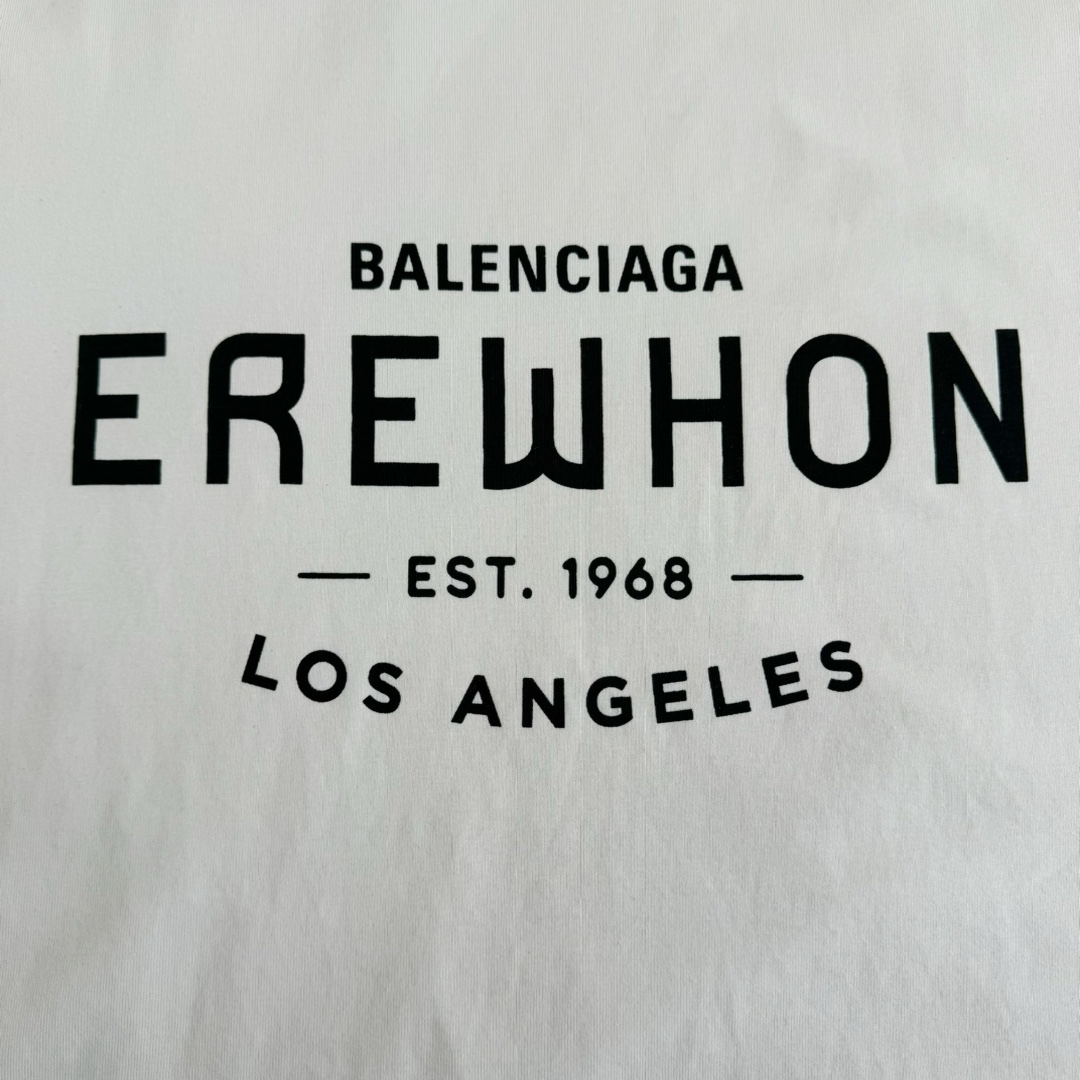 BALENCIAGA
EREWHON
— EST. 1968 —
LOS ANGELES